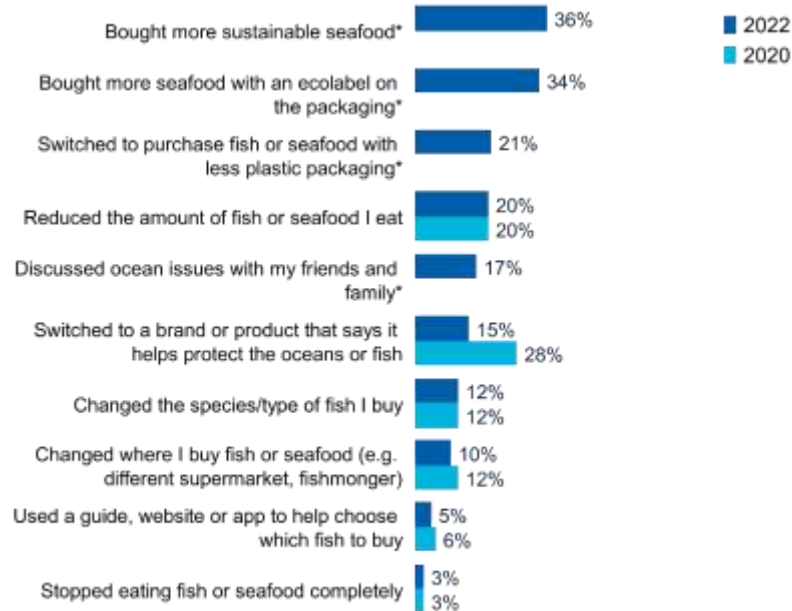 Bought more sustainable seafood*
36%
2022
2020
Bought more seafood with an ecolabel on
the packaging*
34%
Switched to purchase fish or seafood with
less plastic packaging*
21%
Reduced the amount of fish or seafood I eat
20%
20%
Discussed ocean issues with my friends and
family*
17%
Switched to a brand or product that says it
helps protect the oceans or fish
15%
28%
Changed the species/type of fish I buy
12%
12%
Changed where I buy fish or seafood (e.g.
different supermarket, fishmonger)
10%
12%
Used a guide, website or app to help choose
which fish to buy
5%
6%
Stopped eating fish or seafood completely
3%
3%